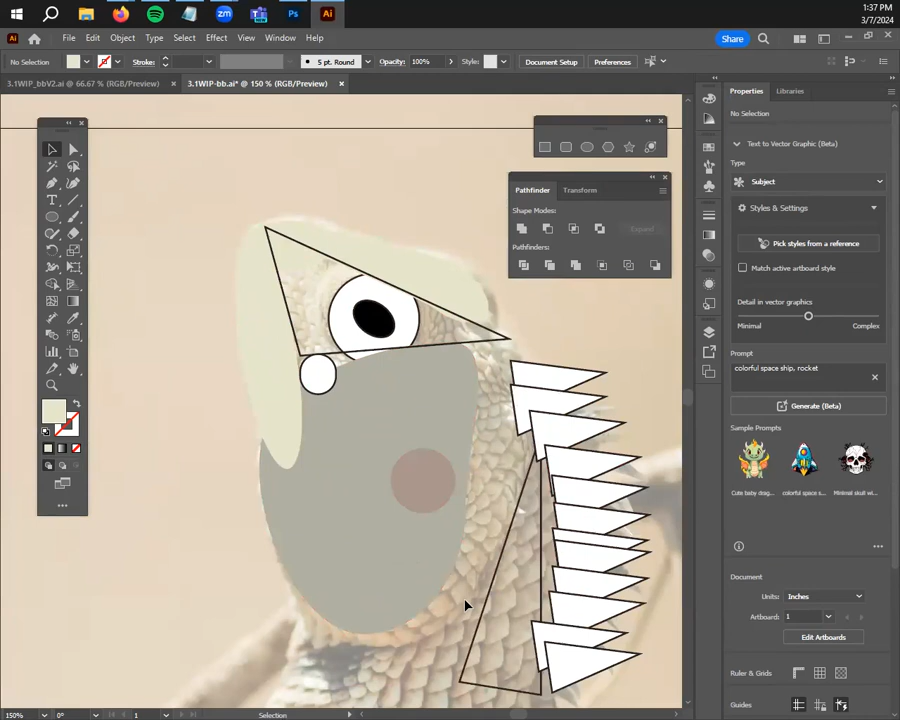 1:37 PM
3/7/2024
zm
Ps
Ai
Ai
File Edit Object Type Select Effect View Window Help
Share
No Selection
Stroke:
5 pt. Round
Opacity:
100%
Style:
Document Setup
Preferences
3.1WIP_bbV2.ai @ 66.67 % (RGB/Preview)
3.1WIP-bb.ai* @ 150 % (RGB/Preview)
Properties
Libraries
No Selection
Text to Vector Graphic (Beta)
Type
Subject
Styles & Settings
Pick styles from a reference
Match active artboard style
Detail in vector graphics
Minimal
Complex
Prompt
colorful space ship, rocket
Generate (Beta)
Sample Prompts
Cute baby drag...
colorful space s...
Minimal skull wi...
Document
Units:
Inches
Artboard:
1
Edit Artboards
Ruler & Grids
Guides
Pathfinder
Transform
Shape Modes:
Expand
Pathfinders:
150%
0°
1
Selection